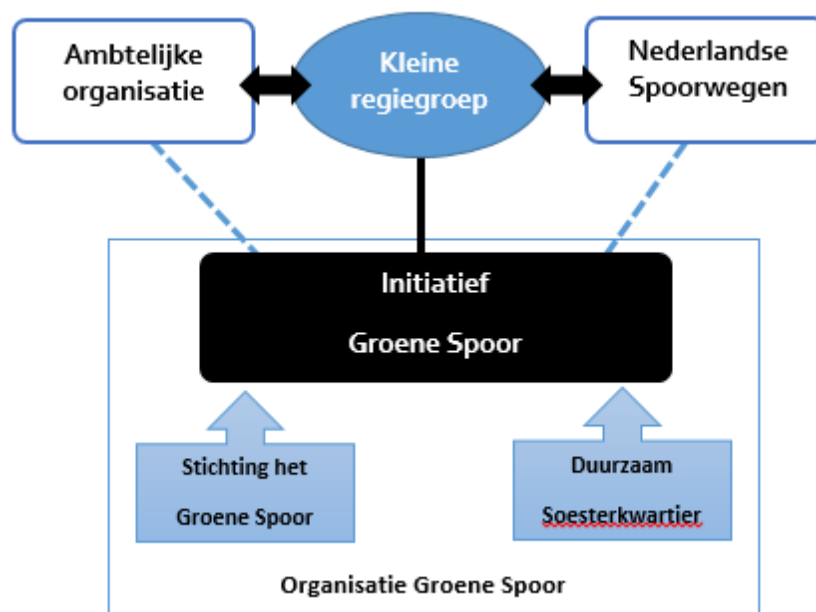 Ambtelijke
organisatie
Kleine
regiegroep
Nederlandse
Spoorwegen
Initiatief
Groene Spoor
Stichting het
Groene Spoor
Duurzaam
Soesterkwartier
Organisatie Groene Spoor